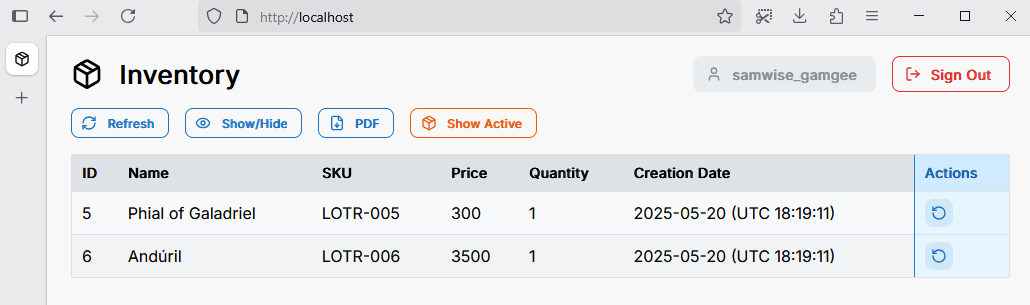 http://localhost
Inventory
samwise_gamgee
Sign Out
Refresh
Show/Hide
PDF
Show Active
ID Name SKU Price Quantity Creation Date Actions
5 Phial of Galadriel LOTR-005 300 1 2025-05-20 (UTC 18:19:11)
6 Andúril LOTR-006 3500 1 2025-05-20 (UTC 18:19:11)